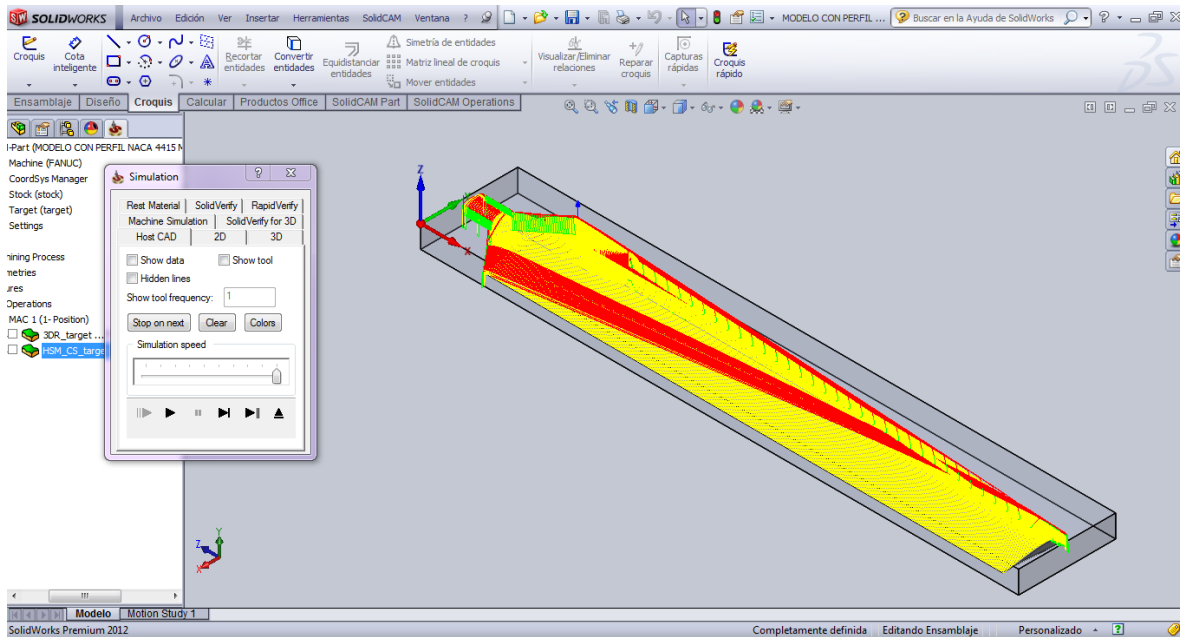 SOLIDWORKS Archivo Edición Ver Insertar Herramientas SolidCAM Ventana ? MODELO CON PERFIL ... Buscar en la Ayuda de SolidWorks
Croquis
Cota inteligente
Recortar entidades
Convertir entidades
Equidistanciar entidades
Simetría de entidades
Matriz lineal de croquis
Mover entidades
Visualizar/Eliminar relaciones
Reparar croquis
Capturas rápidas
Croquis rápido
Ensamblaje Diseño Croquis Calcular Productos Office SolidCAM Part SolidCAM Operations
l-Part (MODELO CON PERFIL NACA 4415 M
Machine (FANUC)
CoordSys Manager
Stock (stock)
Target (target)
Settings
ining Process
metries
ures
Operations
MAC 1 (1- Position)
3DR_target ...
HSM_CS_targe
Simulation
Rest Material SolidVerify RapidVerify
Machine Simulation SolidVerify for 3D
Host CAD 2D 3D
Show data Show tool
Hidden lines
Show tool frequency: 1
Stop on next Clear Colors
Simulation speed
Z
X
Y
Z
X
Modelo Motion Study 1
SolidWorks Premium 2012 Completamente definida Editando Ensamblaje Personalizado ?